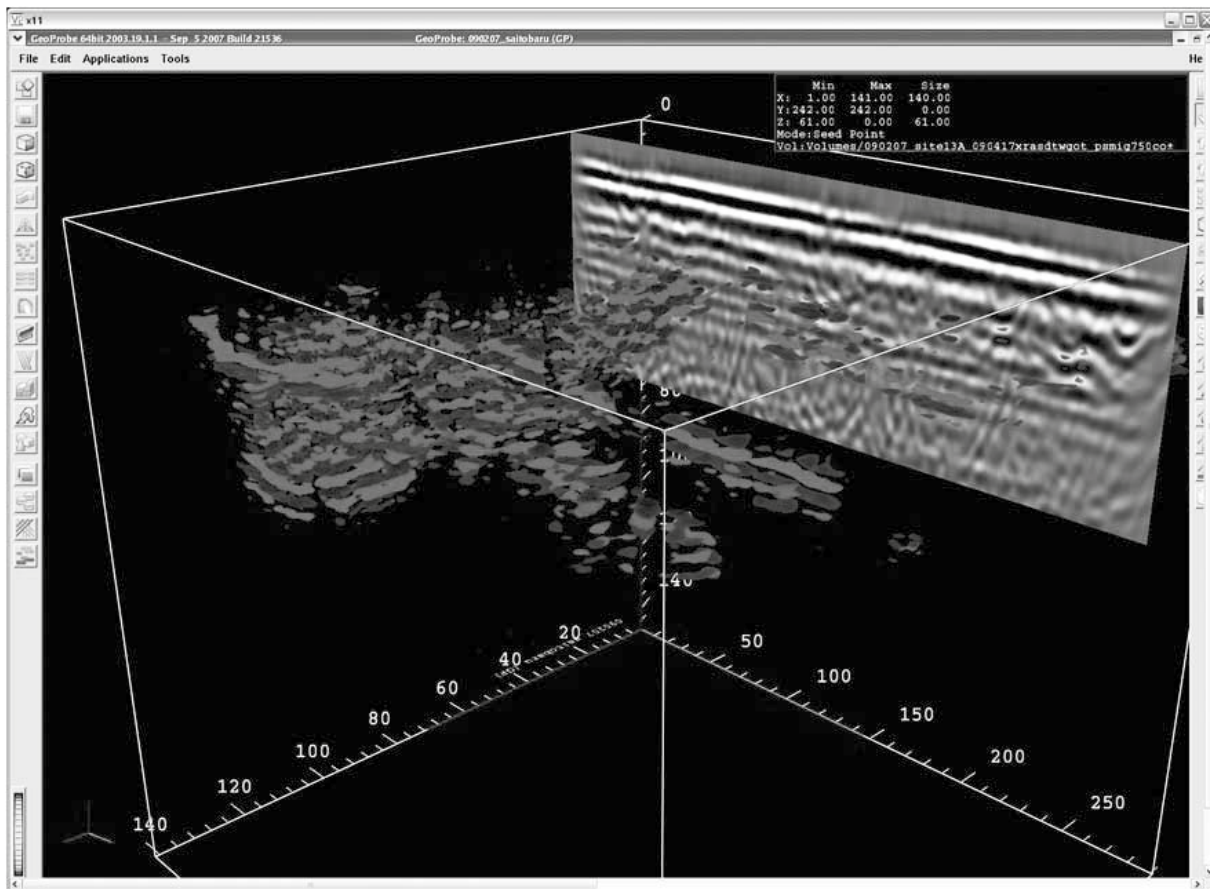 x11
GeoProbe 64bit 2003.19.1.1 - Sep 5 2007 Build 21536 GeoProbe: 090207_saitobaru (GP)
File Edit Applications Tools He
Min Max Size
X: 1.00 141.00 140.00
Y:242.00 242.00 0.00
Z: 61.00 0.00 61.00
Mode:Seed Point
0
80
140
20
40
60
80
100
120
140
50
100
150
200
250